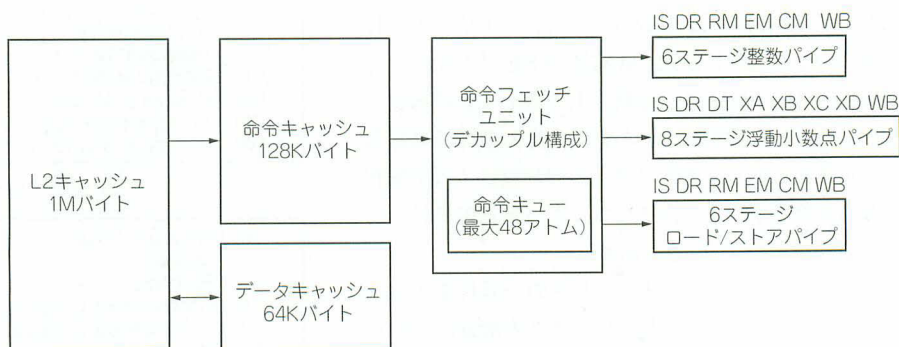 L2キャッシュ
1Mバイト
命令キャッシュ
128Kバイト
データキャッシュ
64Kバイト
命令フェッチ
ユニット
(デカップル構成)
命令キュー
(最大48アトム)
IS DR RM EM CM WB
6ステージ整数パイプ
IS DR DT XA XB XC XD WB
8ステージ浮動小数点パイプ
IS DR RM EM CM WB
6ステージ
ロード/ストアパイプ